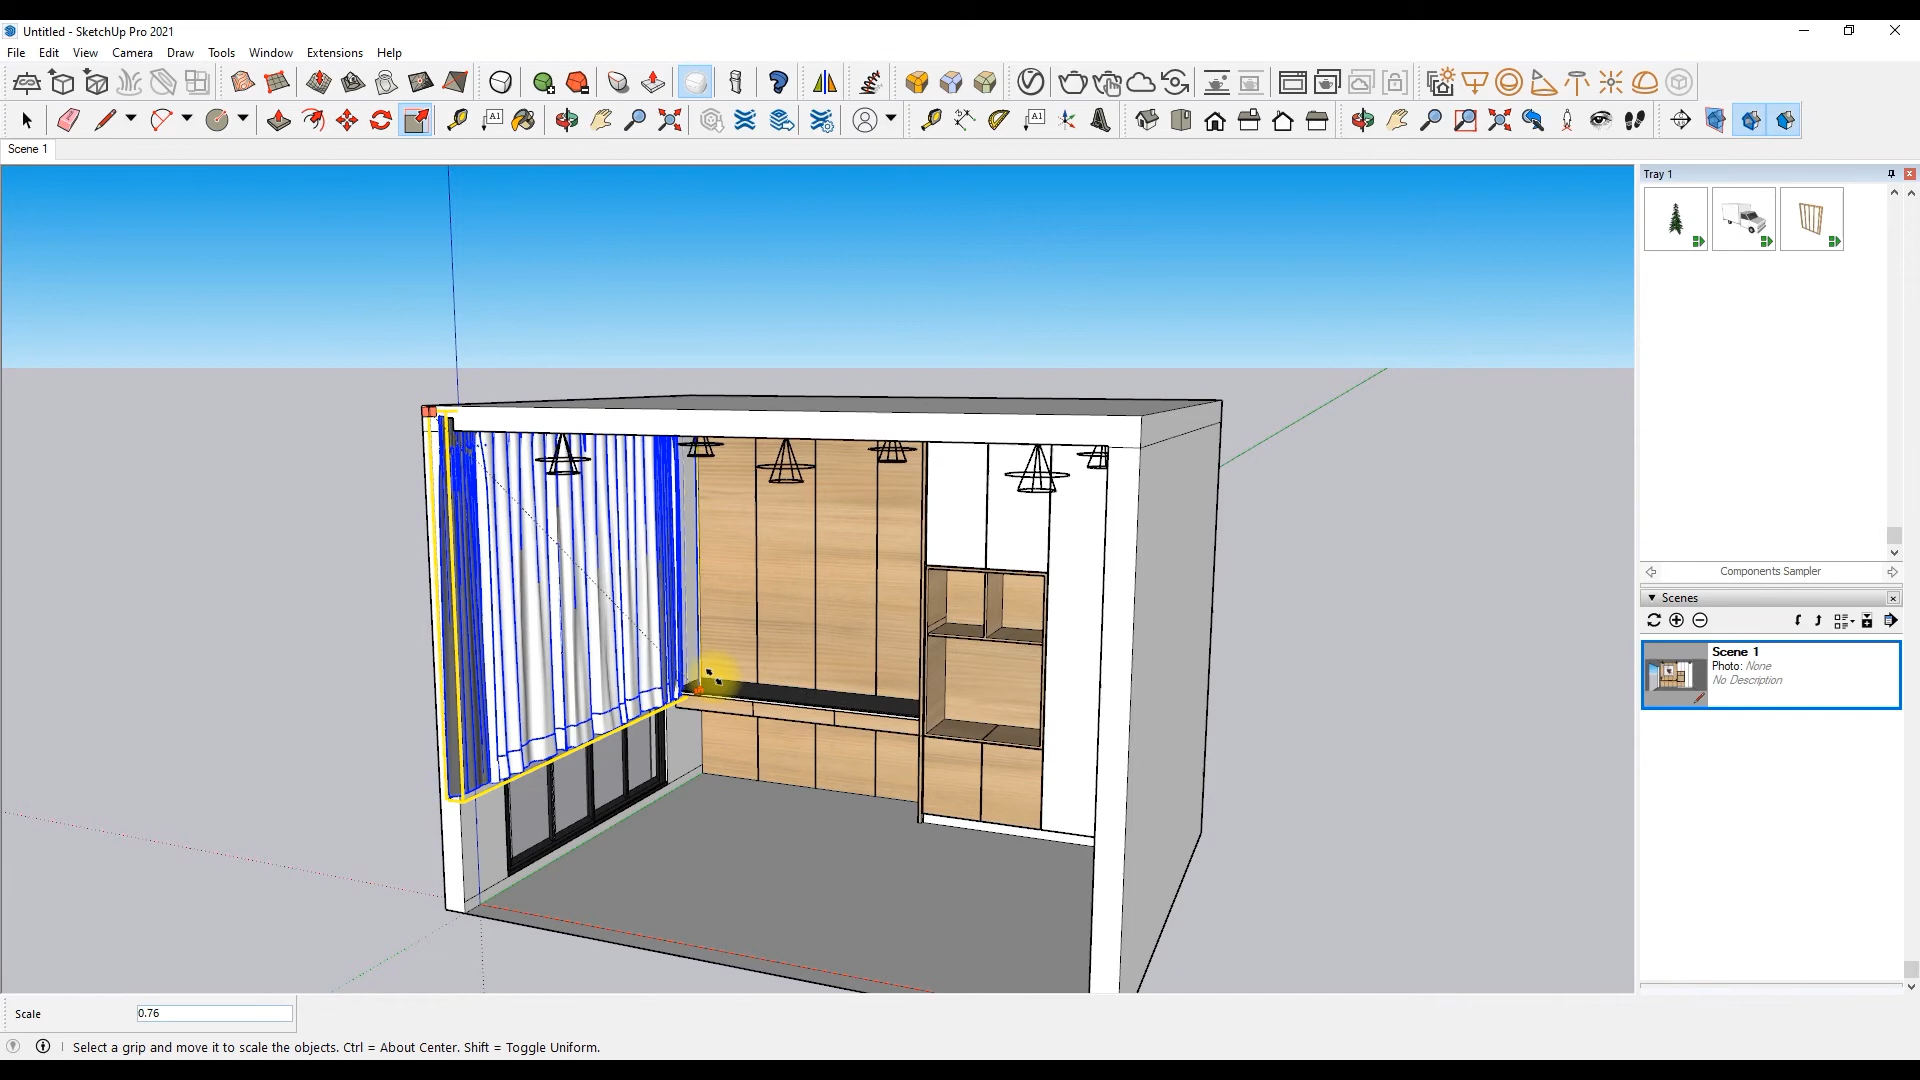 Untitled - SketchUp Pro 2021
File Edit View Camera Draw Tools Window Extensions Help
A1
A1
Scene 1
Tray 1
Components Sampler
Scenes
Scene 1
Photo: None
No Description
Scale 0.76
Select a grip and move it to scale the objects. Ctrl = About Center. Shift = Toggle Uniform.